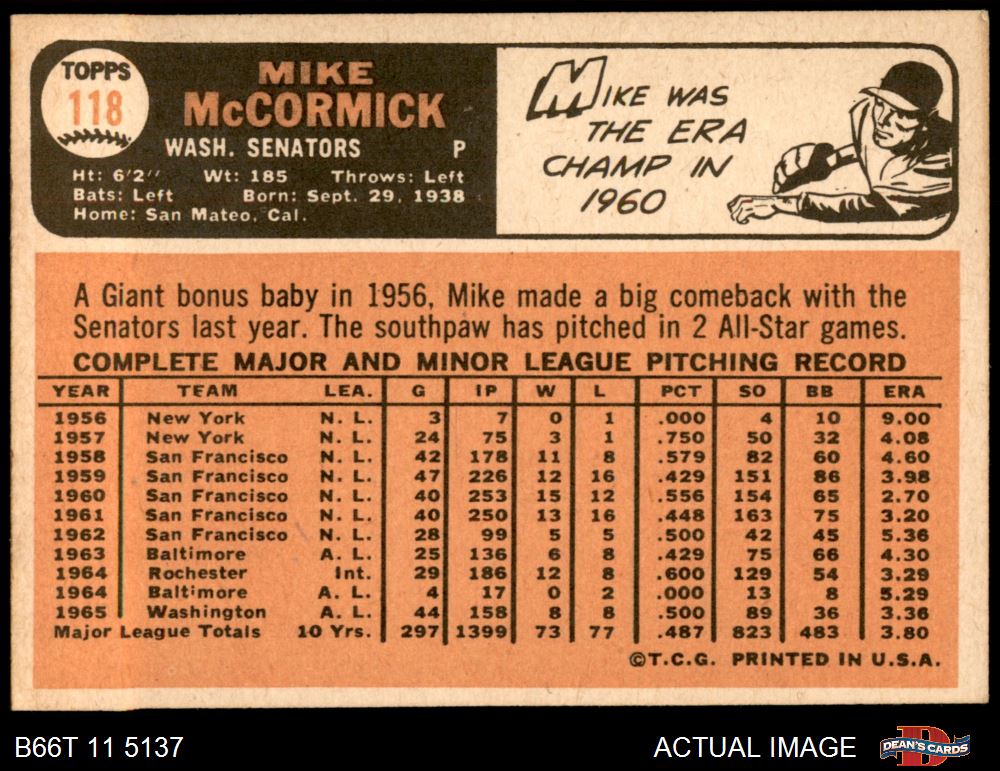 TOPPS
118
MIKE
McCORMICK
WASH. SENATORS P
Ht: 6'2" Wt: 185 Throws: Left
Bats: Left Born: Sept. 29, 1938
Home: San Mateo, Cal.
MIKE WAS
THE ERA
CHAMP IN
1960
A Giant bonus baby in 1956, Mike made a big comeback with the
Senators last year. The southpaw has pitched in 2 All-Star games.
COMPLETE MAJOR AND MINOR LEAGUE PITCHING RECORD
YEAR TEAM LEA. G IP W L PCT SO BB ERA
1956 New York N. L. 3 7 0 1 .000 4 10 9.00
1957 New York N. L. 24 75 3 1 .750 50 32 4.08
1958 San Francisco N. L. 42 178 11 8 .579 82 60 4.60
1959 San Francisco N. L. 47 226 12 16 .429 151 86 3.98
1960 San Francisco N. L. 40 253 15 12 .556 154 65 2.70
1961 San Francisco N. L. 40 250 13 16 .448 163 75 3.20
1962 San Francisco N. L. 28 99 5 5 .500 42 45 5.36
1963 Baltimore A. L. 25 136 6 8 .429 75 66 4.30
1964 Rochester Int. 29 186 12 8 .600 129 54 3.29
1964 Baltimore A. L. 4 17 0 2 .000 13 8 5.29
1965 Washington A. L. 44 158 8 8 .500 89 36 3.36
Major League Totals 10 Yrs. 297 1399 73 77 .487 823 483 3.80
©T.C.G. PRINTED IN U.S.A.
B66T 11 5137 ACTUAL IMAGE
DEAN'S CARDS